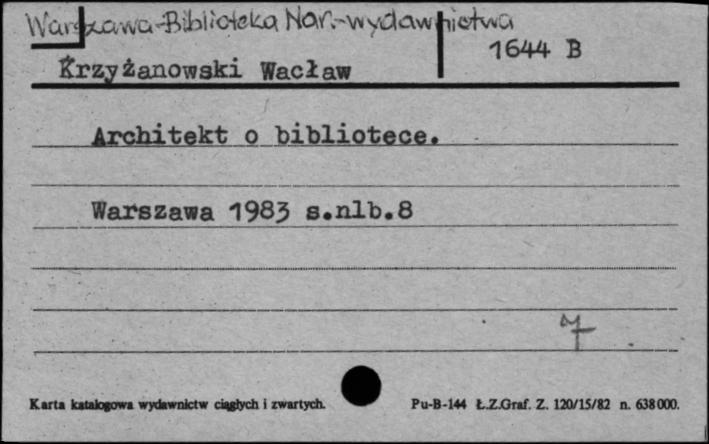 Warszawa-Biblioteka Nar.-wydawnictwa
1644 B
Krzyżanowski Wacław
Architekt o bibliotece.
Warszawa 1983 s.nlb.8
7
Karta katalogowa wydawnictw ciągłych i zwartych.
Pu-B-144 Ł.Z.Graf. Z. 120/15/82 n. 638000.